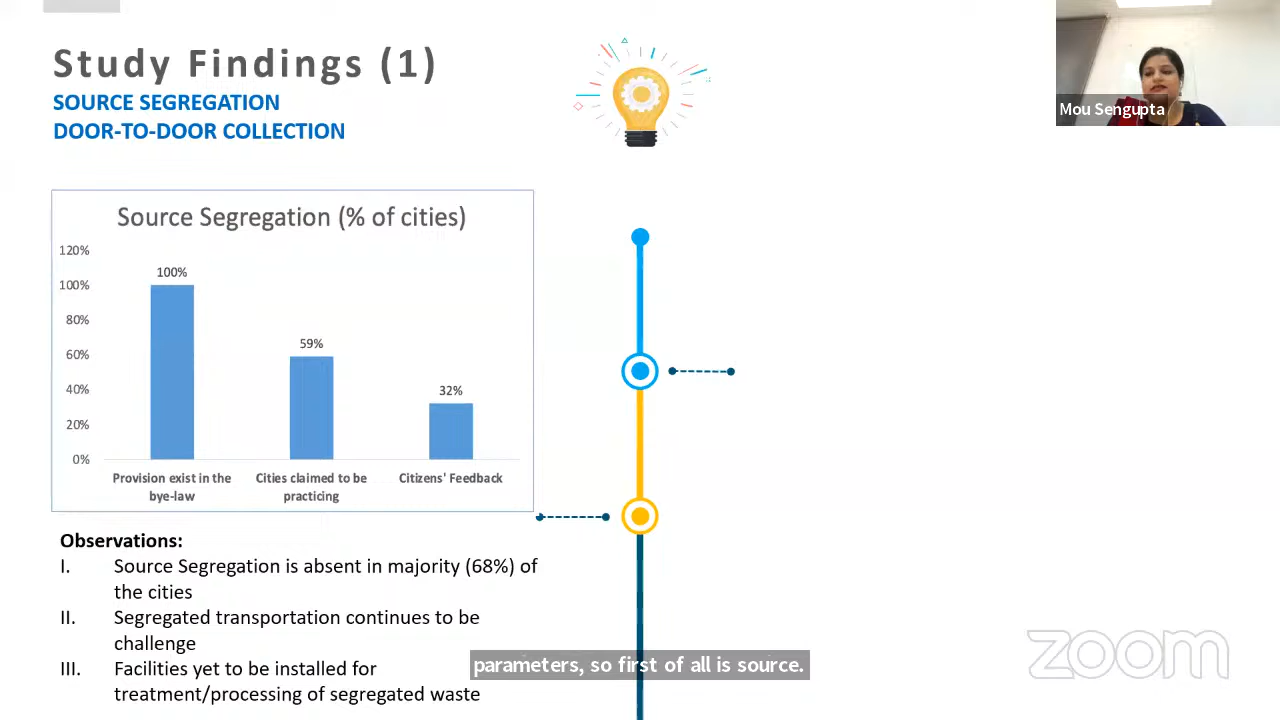 Study Findings (1)
SOURCE SEGREGATION
DOOR-TO-DOOR COLLECTION
Mou Sengupta
Source Segregation (% of cities)
120%
100%
80%
60%
40%
20%
0%
100%
59%
32%
Provision exist in the
bye-law
Cities claimed to be
practicing
Citizens' Feedback
Observations:
I. Source Segregation is absent in majority (68%) of
the cities
II. Segregated transportation continues to be
challenge
III. Facilities yet to be installed for
treatment/processing of segregated waste
parameters, so first of all is source.
zoom